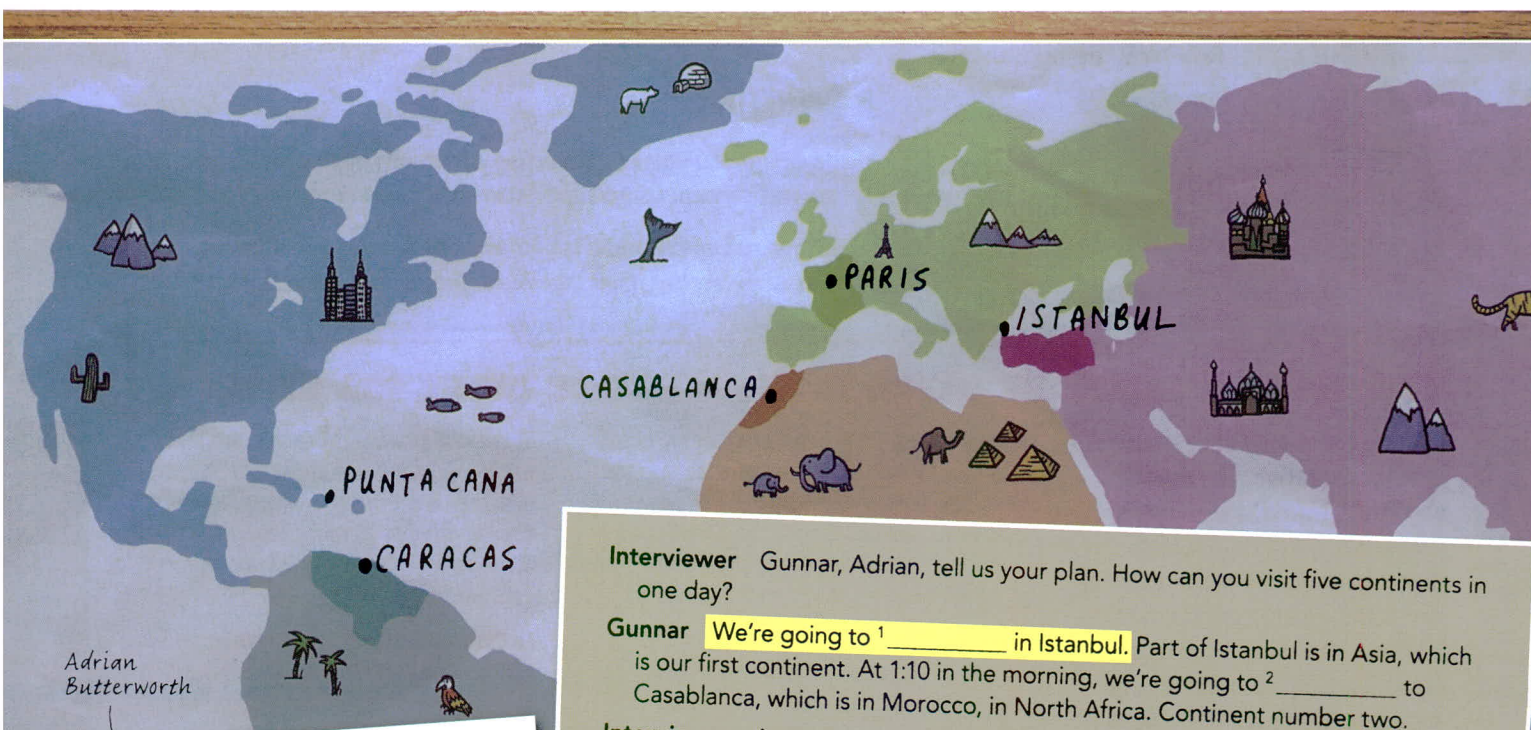 PARIS
ISTANBUL
CASABLANCA
PUNTA CANA
CARACAS
Adrian
Butterworth
Interviewer Gunnar, Adrian, tell us your plan. How can you visit five continents in
one day?
Gunnar We're going to 1__________ in Istanbul. Part of Istanbul is in Asia, which
is our first continent. At 1:10 in the morning, we're going to 2__________ to
Casablanca, which is in Morocco, in North Africa. Continent number two.